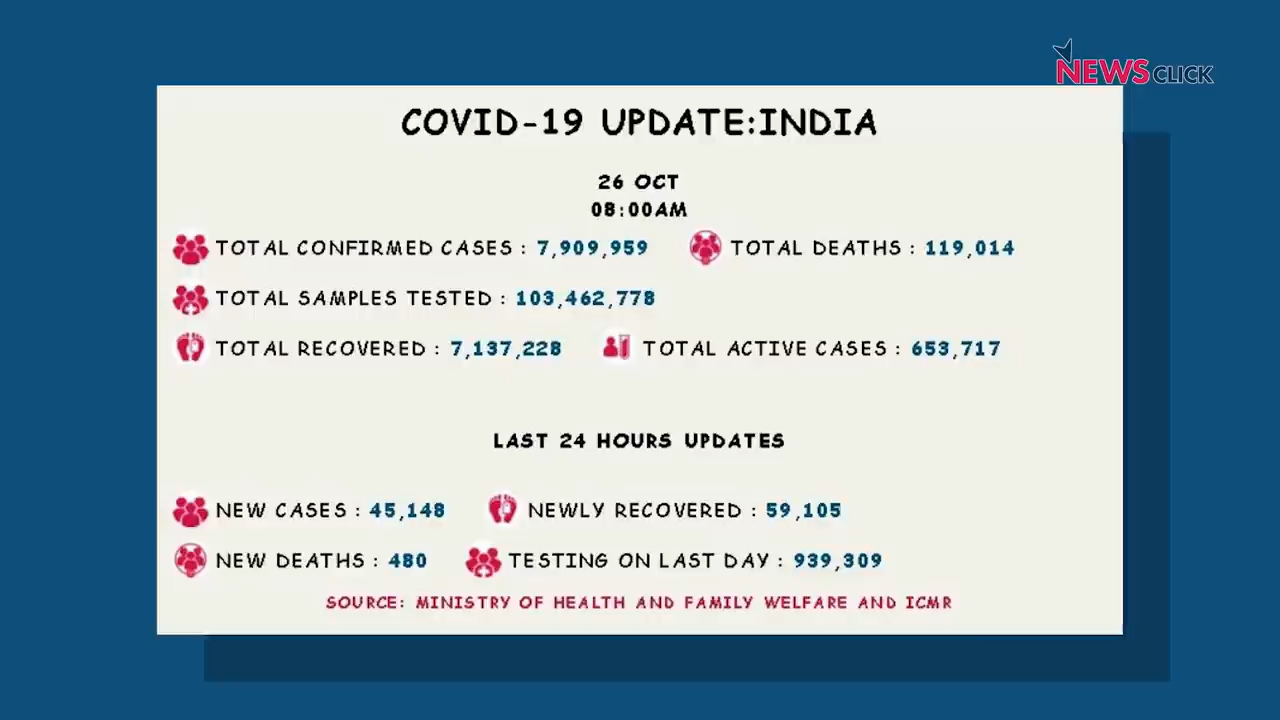 NEWSCLICK
COVID-19 UPDATE:INDIA
26 OCT
08:00AM
TOTAL CONFIRMED CASES : 7,909,959 TOTAL DEATHS : 119,014
TOTAL SAMPLES TESTED : 103,462,778
TOTAL RECOVERED : 7,137,228 TOTAL ACTIVE CASES : 653,717
LAST 24 HOURS UPDATES
NEW CASES : 45,148 NEWLY RECOVERED : 59,105
NEW DEATHS : 480 TESTING ON LAST DAY : 939,309
SOURCE: MINISTRY OF HEALTH AND FAMILY WELFARE AND ICMR